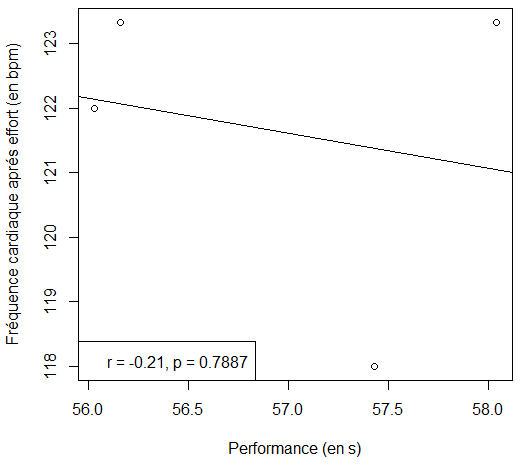 Fréquence cardiaque aprés effort (en bpm)
123
122
121
120
119
118
r = -0.21, p = 0.7887
56.0 56.5 57.0 57.5 58.0
Performance (en s)